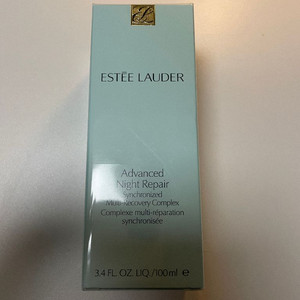 ESTĒE LAUDER
Advanced
Night Repair
Synchronized
Multi-Recovery Complex
Complexe multi-réparation
synchronisée
3.4 FL. OZ. LIQ./100ml ℮